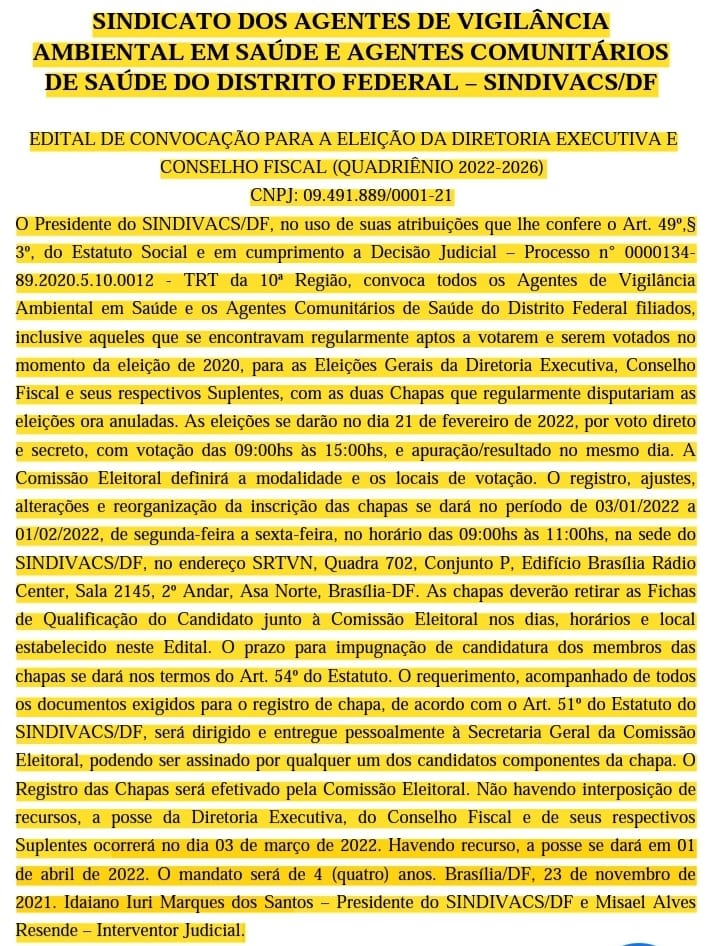 SINDICATO DOS AGENTES DE VIGILÂNCIA
AMBIENTAL EM SAÚDE E AGENTES COMUNITÁRIOS
DE SAÚDE DO DISTRITO FEDERAL – SINDIVACS/DF
EDITAL DE CONVOCAÇÃO PARA A ELEIÇÃO DA DIRETORIA EXECUTIVA E
CONSELHO FISCAL (QUADRIÊNIO 2022-2026)
CNPJ: 09.491.889/0001-21
O Presidente do SINDIVACS/DF, no uso de suas atribuições que lhe confere o Art. 49º,§
3º, do Estatuto Social e em cumprimento a Decisão Judicial – Processo n° 0000134-
89.2020.5.10.0012 - TRT da 10ª Região, convoca todos os Agentes de Vigilância
Ambiental em Saúde e os Agentes Comunitários de Saúde do Distrito Federal filiados,
inclusive aqueles que se encontravam regularmente aptos a votarem e serem votados no
momento da eleição de 2020, para as Eleições Gerais da Diretoria Executiva, Conselho
Fiscal e seus respectivos Suplentes, com as duas Chapas que regularmente disputariam as
eleições ora anuladas. As eleições se darão no dia 21 de fevereiro de 2022, por voto direto
e secreto, com votação das 09:00hs às 15:00hs, e apuração/resultado no mesmo dia. A
Comissão Eleitoral definirá a modalidade e os locais de votação. O registro, ajustes,
alterações e reorganização da inscrição das chapas se dará no período de 03/01/2022 a
01/02/2022, de segunda-feira a sexta-feira, no horário das 09:00hs às 11:00hs, na sede do
SINDIVACS/DF, no endereço SRTVN, Quadra 702, Conjunto P, Edifício Brasília Rádio
Center, Sala 2145, 2º Andar, Asa Norte, Brasília-DF. As chapas deverão retirar as Fichas
de Qualificação do Candidato junto à Comissão Eleitoral nos dias, horários e local
estabelecido neste Edital. O prazo para impugnação de candidatura dos membros das
chapas se dará nos termos do Art. 54º do Estatuto. O requerimento, acompanhado de todos
os documentos exigidos para o registro de chapa, de acordo com o Art. 51º do Estatuto do
SINDIVACS/DF, será dirigido e entregue pessoalmente à Secretaria Geral da Comissão
Eleitoral, podendo ser assinado por qualquer um dos candidatos componentes da chapa. O
Registro das Chapas será efetivado pela Comissão Eleitoral. Não havendo interposição de
recursos, a posse da Diretoria Executiva, do Conselho Fiscal e de seus respectivos
Suplentes ocorrerá no dia 03 de março de 2022. Havendo recurso, a posse se dará em 01
de abril de 2022. O mandato será de 4 (quatro) anos. Brasília/DF, 23 de novembro de
2021. Idaiano Iuri Marques dos Santos – Presidente do SINDIVACS/DF e Misael Alves
Resende – Interventor Judicial.